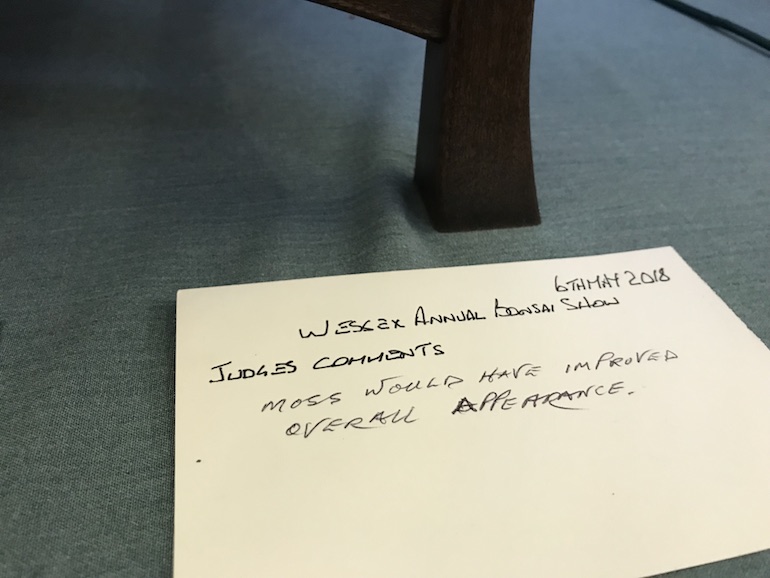 6TH MAY 2018
WESSEX ANNUAL BONSAI SHOW
JUDGES COMMENTS
MOSS WOULD HAVE IMPROVED
OVERALL APPEARANCE.